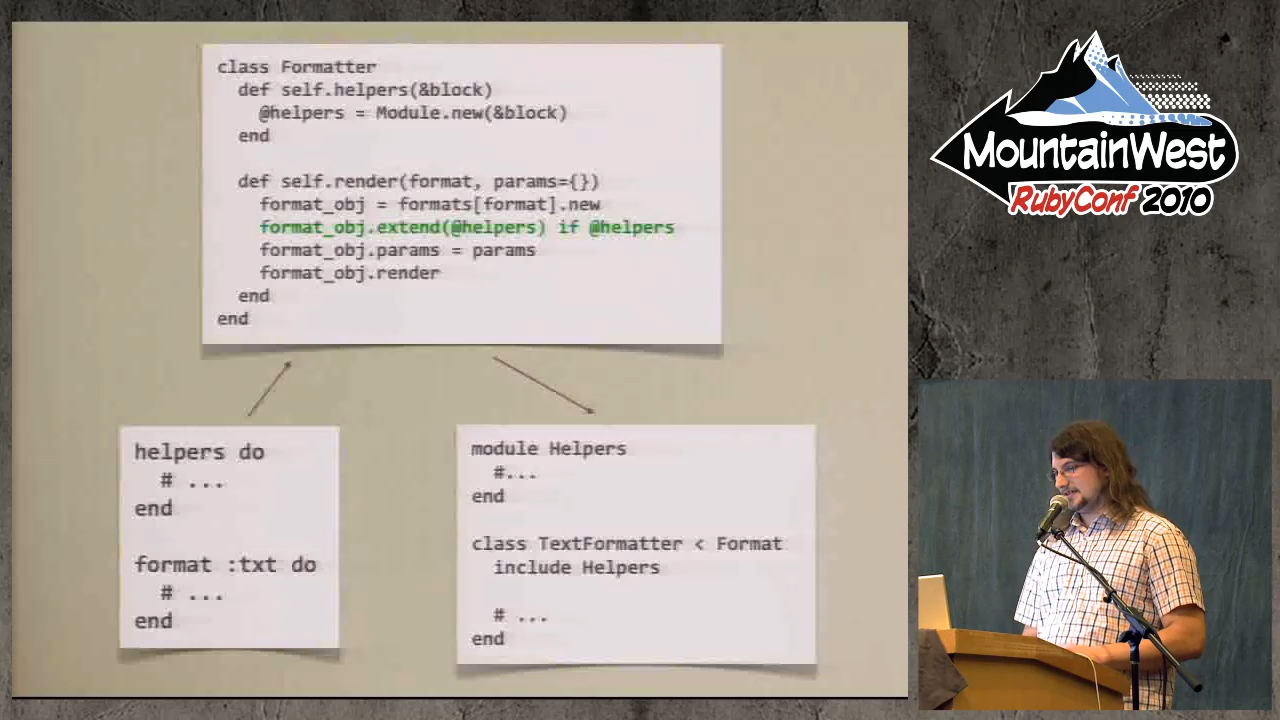 class Formatter
  def self.helpers(&block)
    @helpers = Module.new(&block)
  end

  def self.render(format, params={})
    format_obj = formats[format].new
    format_obj.extend(@helpers) if @helpers
    format_obj.params = params
    format_obj.render
  end
end
helpers do
  # ...
end

format :txt do
  # ...
end
module Helpers
  #...
end

class TextFormatter < Format
  include Helpers

  # ...
end
MountainWest
RubyConf 2010